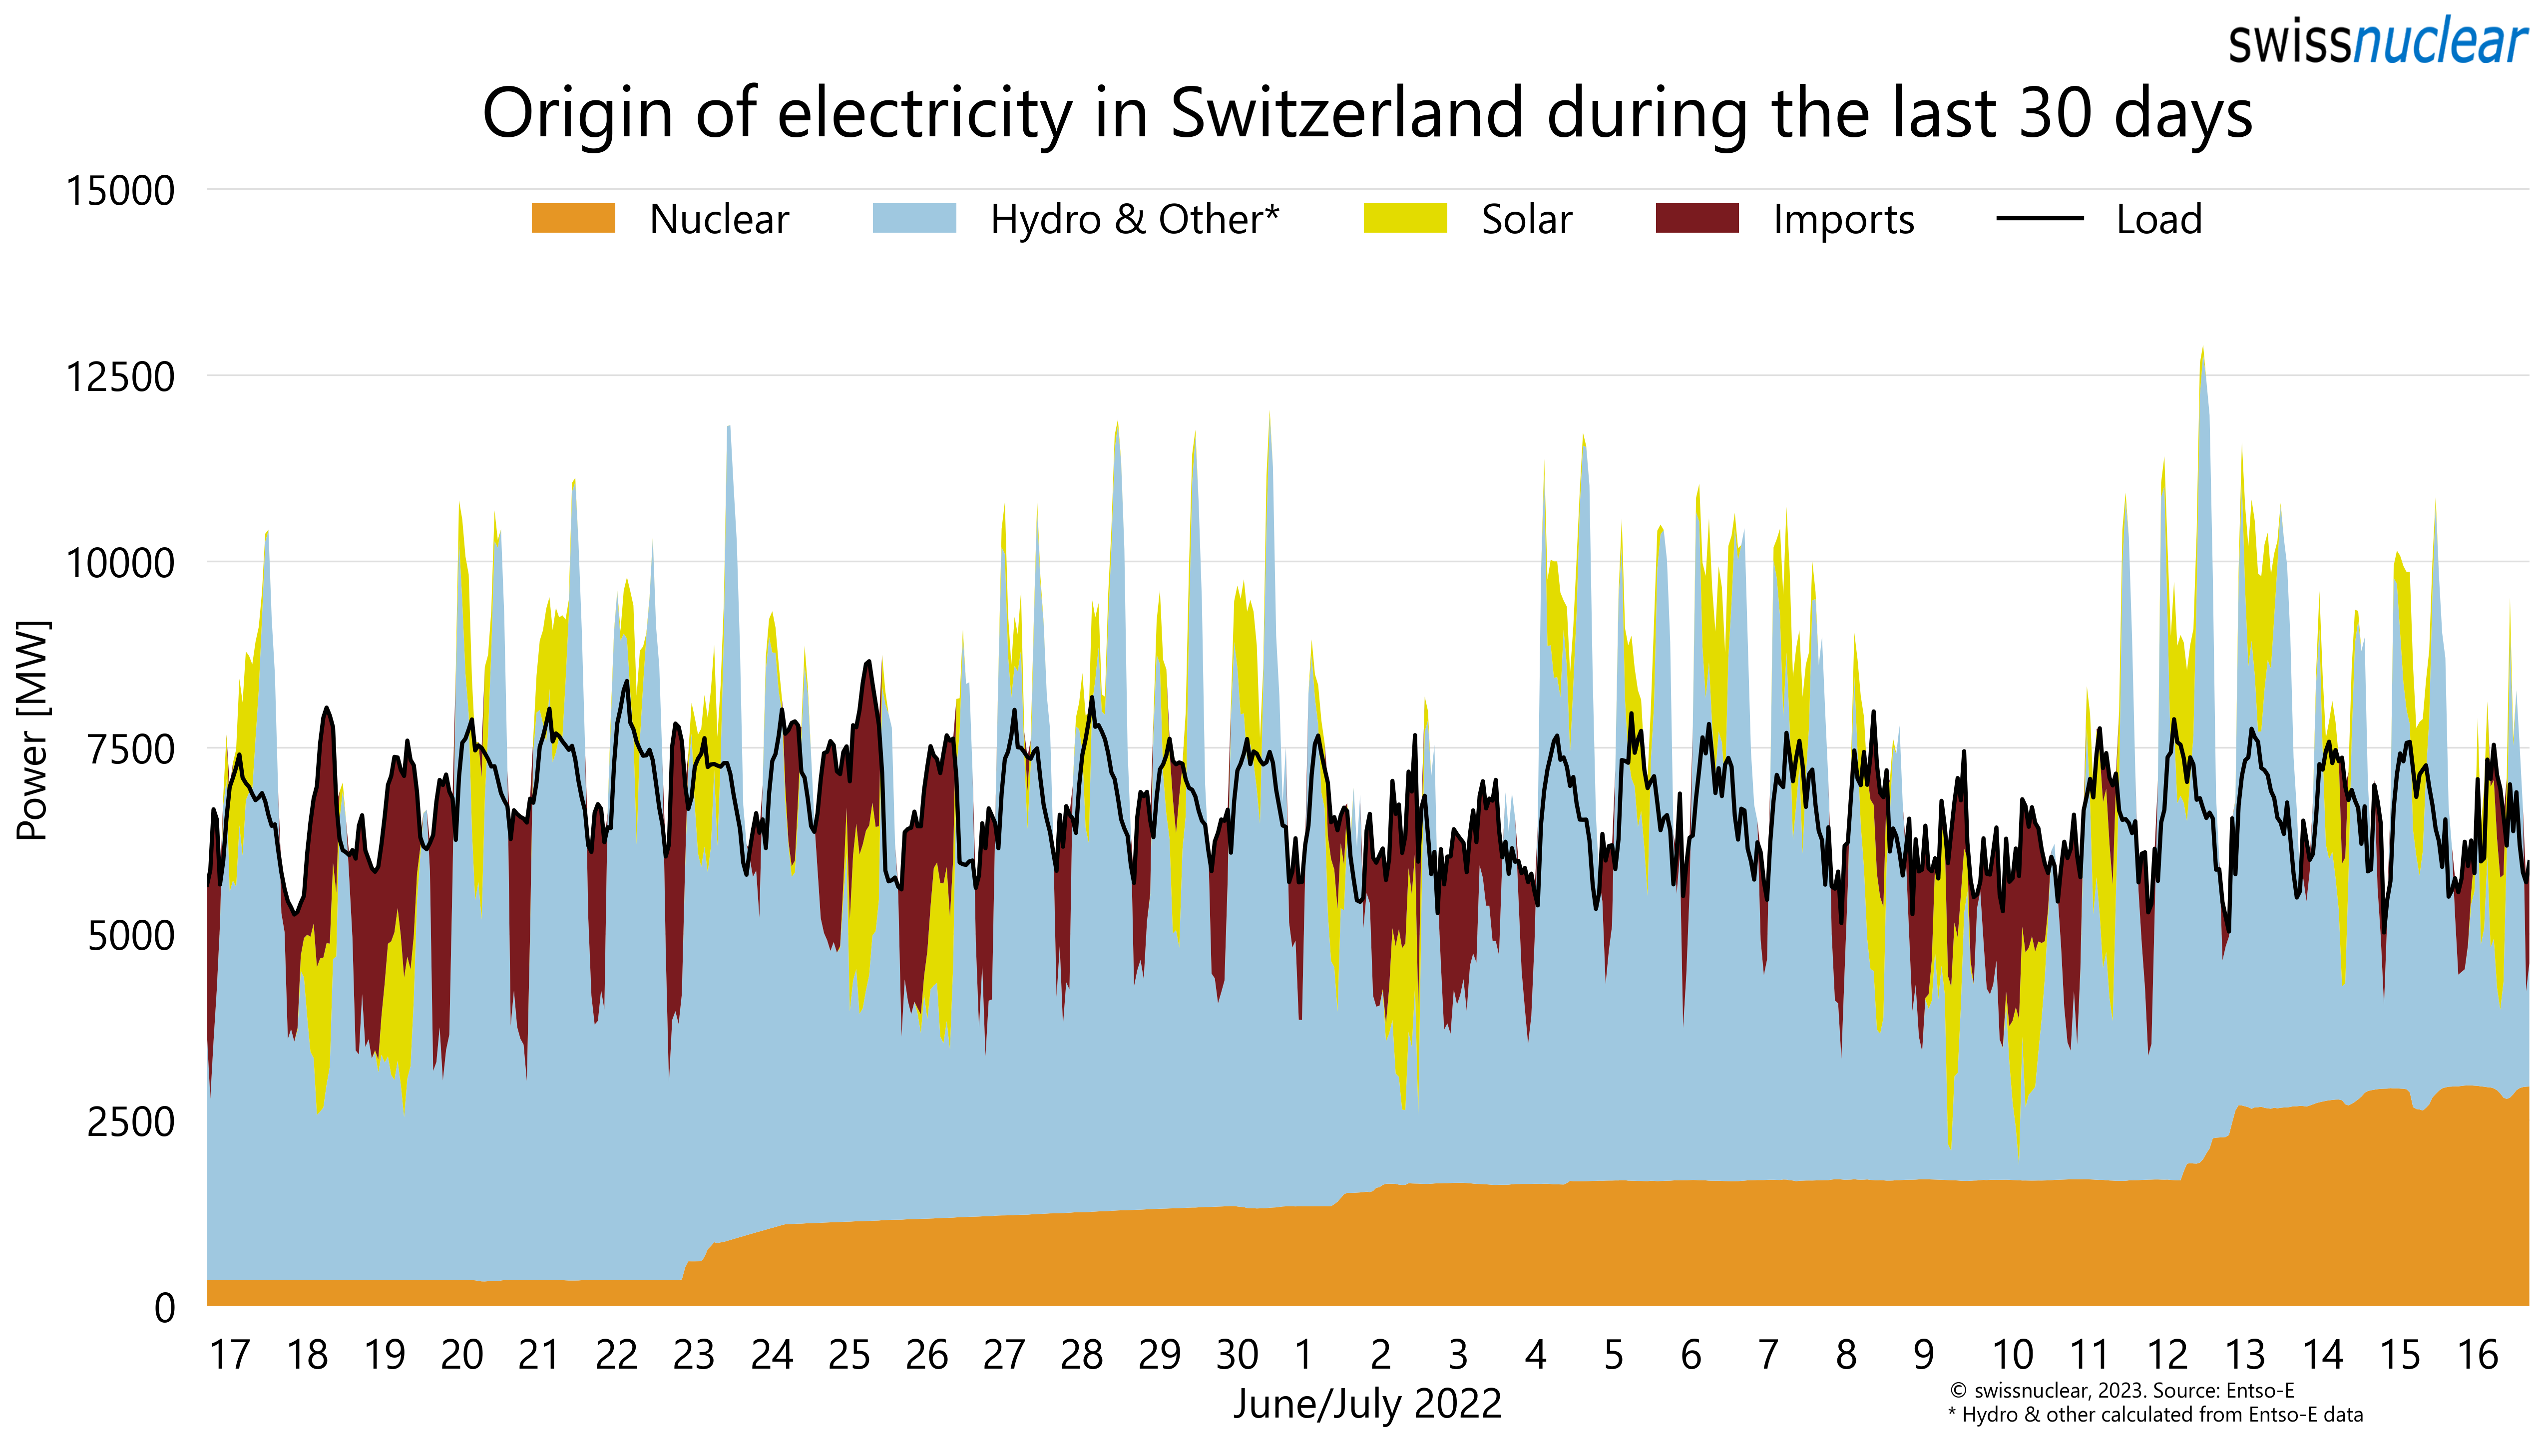 swissnuclear
Origin of electricity in Switzerland during the last 30 days
15000
Nuclear Hydro & Other* Solar Imports Load
12500
10000
7500
5000
2500
0
Power [MW]
17 18 19 20 21 22 23 24 25 26 27 28 29 30 1 2 3 4 5 6 7 8 9 10 11 12 13 14 15 16
June/July 2022
© swissnuclear, 2023. Source: Entso-E
* Hydro & other calculated from Entso-E data